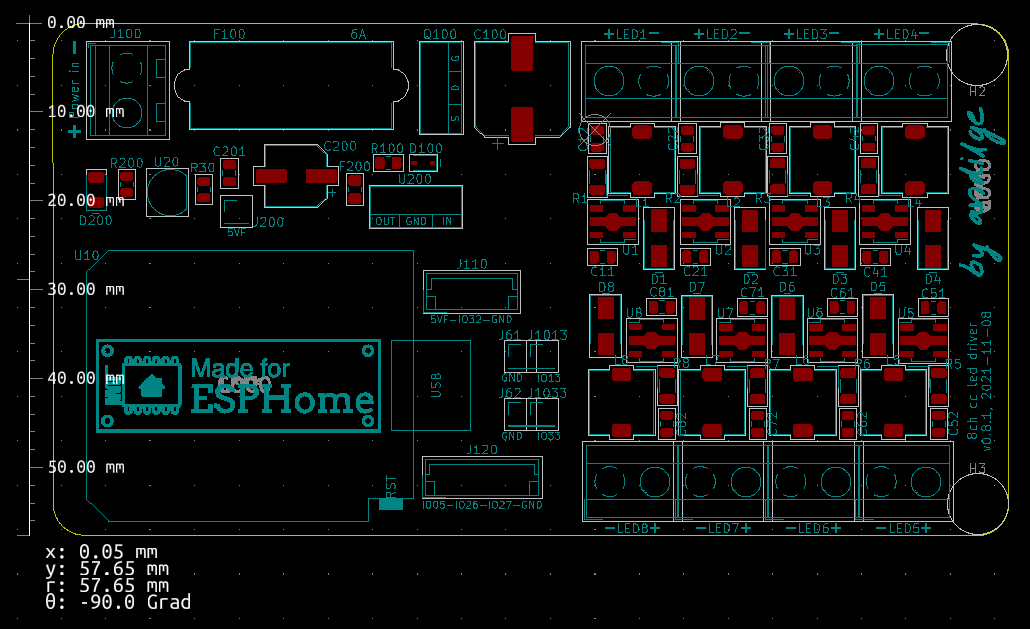 0.00 mm
10.00 mm
20.00 mm
30.00 mm
40.00 mm
50.00 mm
J100
F100
6A
Q100
C100
+LED1-
+LED2-
+LED3-
+LED4-
Power in
+
-
G
D
S
H2
R200
U20
R30
C201
C200
F200
R100
D100
U200
OUT
GND
IN
D200
J200
5VF
R1
R2
U1
U2
U3
U4
D1
D2
D3
D4
C11
C21
C31
C41
U10
J110
5VF-IO32-GND
D8
D7
D6
D5
C81
C71
C61
C51
U8
U7
U6
U5
R8
R7
R6
R5
J61
J1013
GND
IO13
J62
J1033
GND
IO33
USB
Made for
ESPHome
J120
IO05-IO26-IO27-GND
RST
C52
H3
-LED8+
-LED7+
-LED6+
-LED5+
8ch cc led driver
v0.8.1, 2021-11-08
x: 0.05 mm
y: 57.65 mm
r: 57.65 mm
θ: -90.0 Grad